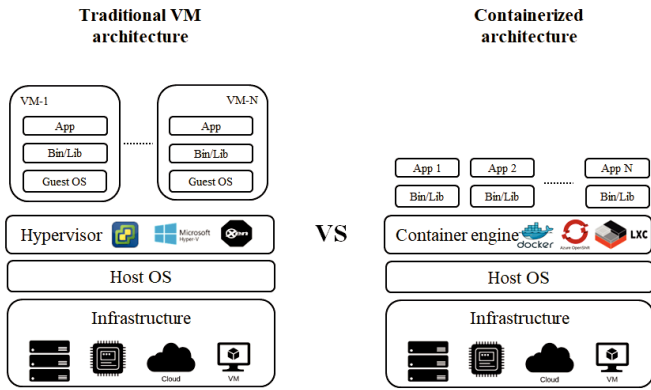 Traditional VM
architecture
Containerized
architecture
VM-1
VM-N
App
App
Bin/Lib
Bin/Lib
Guest OS
Guest OS
App 1
App 2
App N
Bin/Lib
Bin/Lib
Bin/Lib
Hypervisor
Microsoft
Hyper-V
VS
Container engine
docker
Azure OpenShift
LXC
Host OS
Host OS
Infrastructure
Infrastructure
Cloud
VM
Cloud
VM